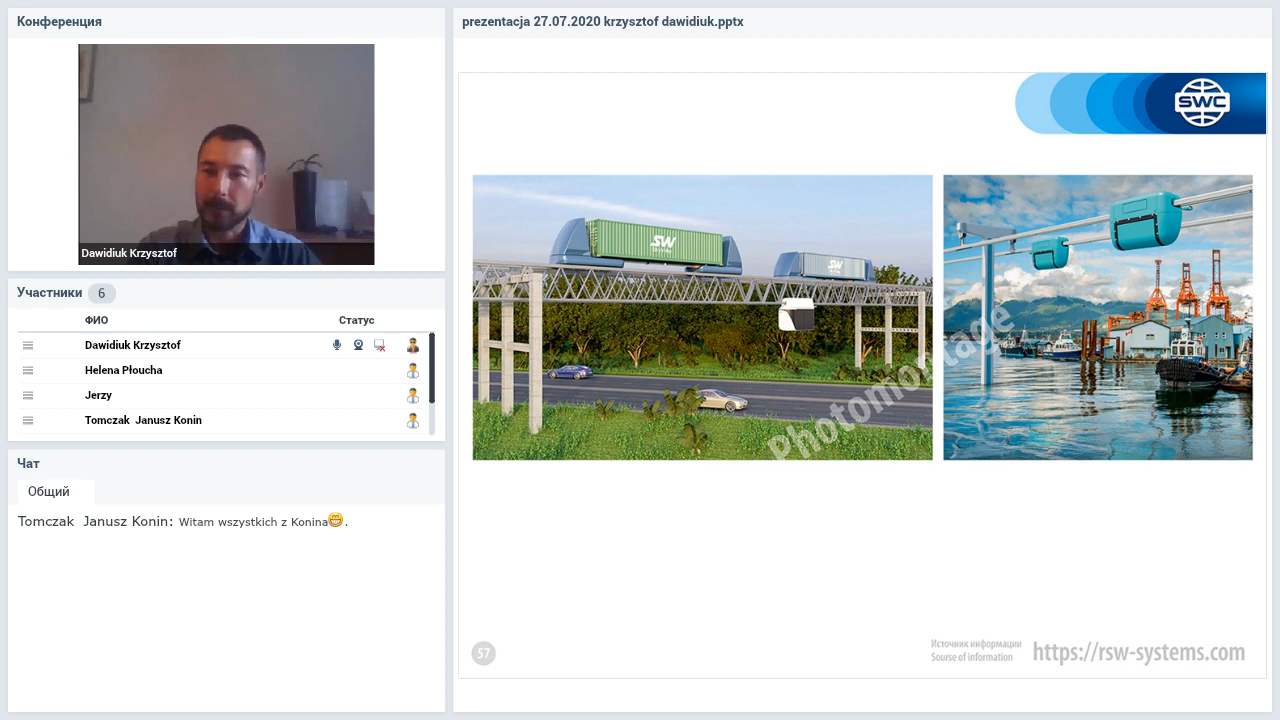 Конференция
Dawidiuk Krzysztof
Участники 6
ФИО Статус
Dawidiuk Krzysztof
Helena Płoucha
Jerzy
Tomczak Janusz Konin
Чат
Общий
Tomczak Janusz Konin: Witam wszystkich z Konina.
prezentacja 27.07.2020 krzysztof dawidiuk.pptx
SWC
SW
Photomontage
57
Источник информации
Sourse of information
https://rsw-systems.com